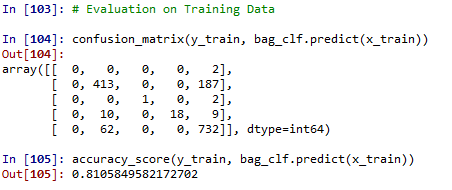 In [103]: # Evaluation on Training Data
In [104]: confusion_matrix(y_train, bag_clf.predict(x_train))
Out[104]:
array([[  0,   0,   0,   0,   2],
       [  0, 413,   0,   0, 187],
       [  0,   0,   1,   0,   2],
       [  0,  10,   0,  18,   9],
       [  0,  62,   0,   0, 732]], dtype=int64)
In [105]: accuracy_score(y_train, bag_clf.predict(x_train))
Out[105]: 0.8105849582172702